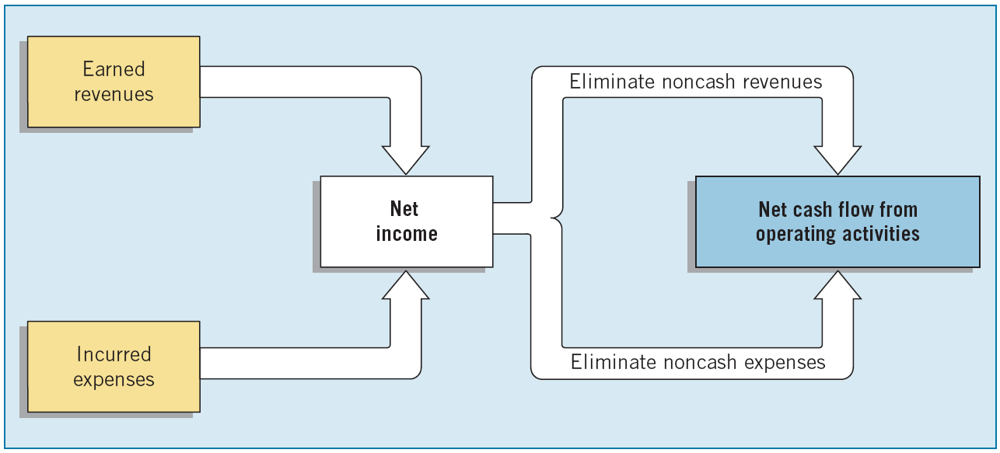 Earned
revenues
Eliminate noncash revenues
Net
income
Net cash flow from
operating activities
Incurred
expenses
Eliminate noncash expenses